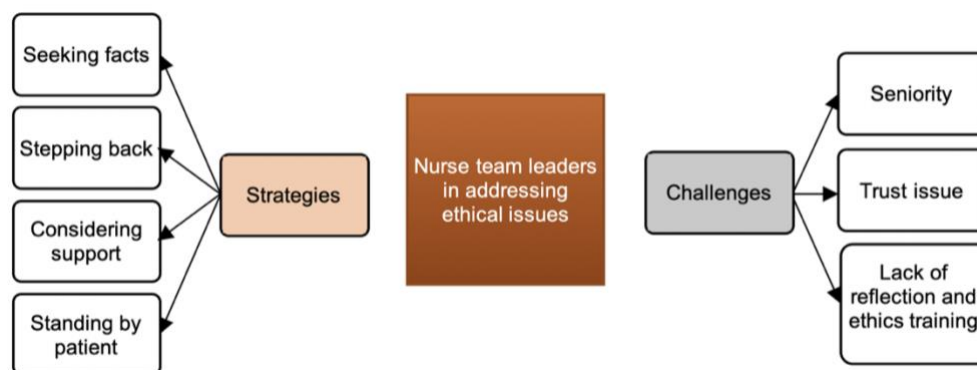 Seeking facts
Stepping back
Considering
support
Standing by
patient
Strategies
Nurse team leaders
in addressing
ethical issues
Challenges
Seniority
Trust issue
Lack of
reflection and
ethics training